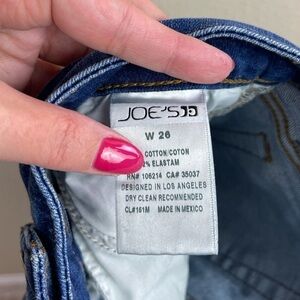 JOE'S
W 26
COTTON/COTON
% ELASTAM
RN# 106214 CA# 35037
DESIGNED IN LOS ANGELES
DRY CLEAN RECOMMENDED
CL#161M MADE IN MEXICO